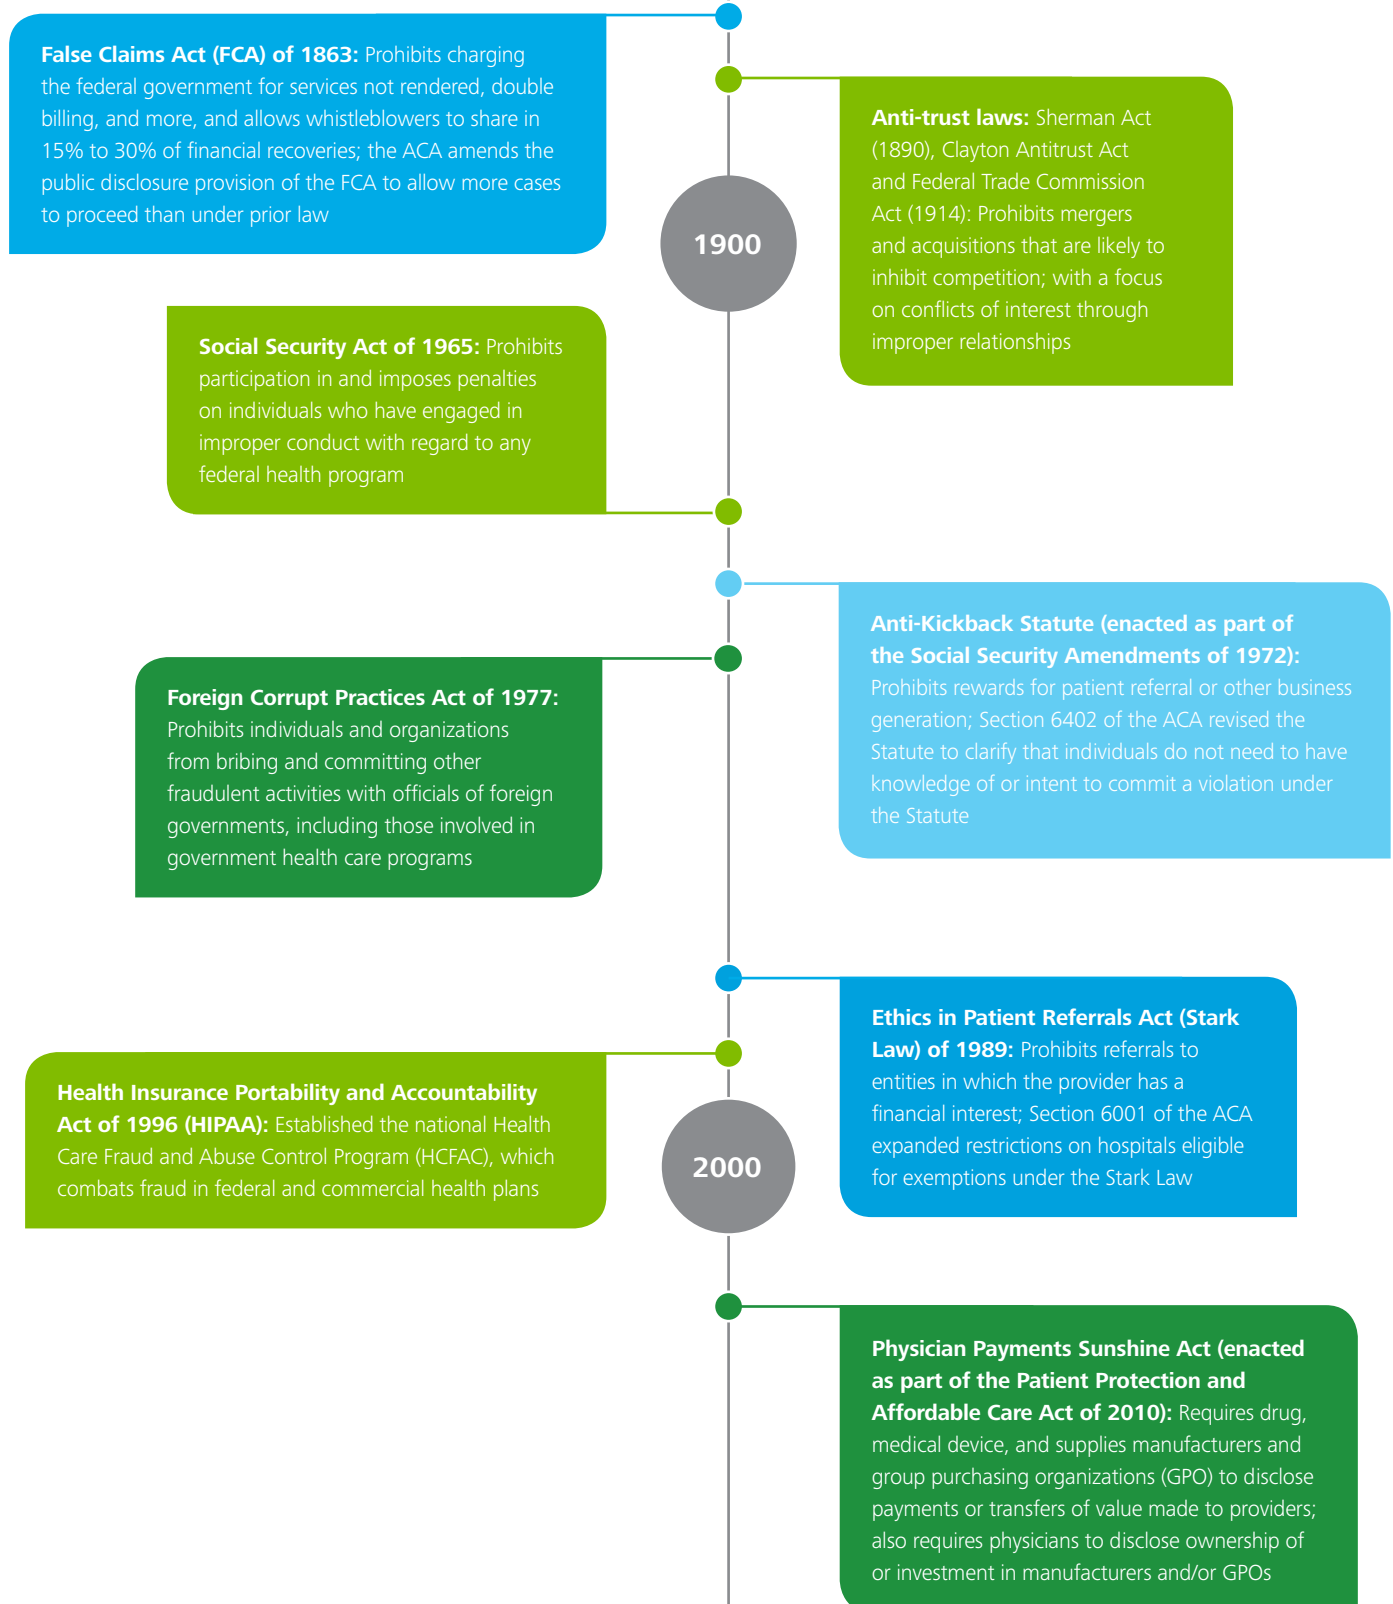 False Claims Act (FCA) of 1863: Prohibits charging
the federal government for services not rendered, double
billing, and more, and allows whistleblowers to share in
15% to 30% of financial recoveries; the ACA amends the
public disclosure provision of the FCA to allow more cases
to proceed than under prior law
Anti-trust laws: Sherman Act
(1890), Clayton Antitrust Act
and Federal Trade Commission
Act (1914): Prohibits mergers
and acquisitions that are likely to
inhibit competition; with a focus
on conflicts of interest through
improper relationships
1900
Social Security Act of 1965: Prohibits
participation in and imposes penalties
on individuals who have engaged in
improper conduct with regard to any
federal health program
Anti-Kickback Statute (enacted as part of
the Social Security Amendments of 1972):
Prohibits rewards for patient referral or other business
generation; Section 6402 of the ACA revised the
Statute to clarify that individuals do not need to have
knowledge of or intent to commit a violation under
the Statute
Foreign Corrupt Practices Act of 1977:
Prohibits individuals and organizations
from bribing and committing other
fraudulent activities with officials of foreign
governments, including those involved in
government health care programs
Ethics in Patient Referrals Act (Stark
Law) of 1989: Prohibits referrals to
entities in which the provider has a
financial interest; Section 6001 of the ACA
expanded restrictions on hospitals eligible
for exemptions under the Stark Law
Health Insurance Portability and Accountability
Act of 1996 (HIPAA): Established the national Health
Care Fraud and Abuse Control Program (HCFAC), which
combats fraud in federal and commercial health plans
2000
Physician Payments Sunshine Act (enacted
as part of the Patient Protection and
Affordable Care Act of 2010): Requires drug,
medical device, and supplies manufacturers and
group purchasing organizations (GPO) to disclose
payments or transfers of value made to providers;
also requires physicians to disclose ownership of
or investment in manufacturers and/or GPOs